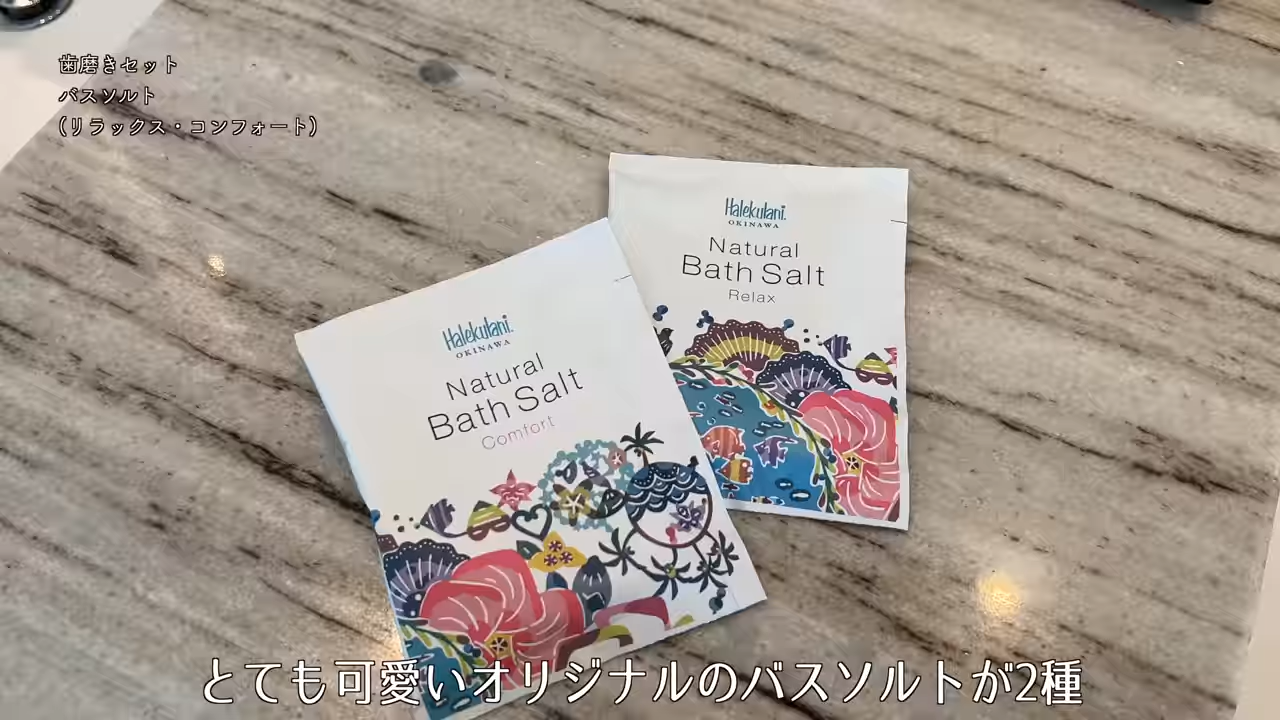 歯磨きセット
バスソルト
(リラックス・コンフォート)
Halekulani
OKINAWA
Natural
Bath Salt
Relax
Halekulani
OKINAWA
Natural
Bath Salt
Comfort
とても可愛いオリジナルのバスソルトが2種